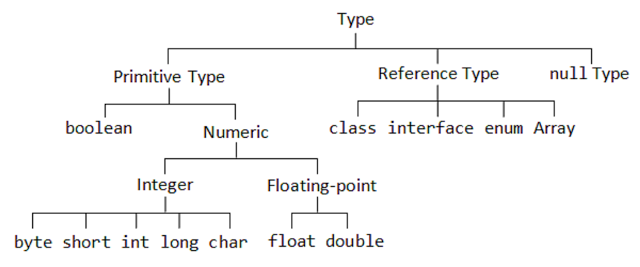 Type
Primitive Type Reference Type null Type
boolean Numeric class interface enum Array
Integer Floating-point
byte short int long char float double